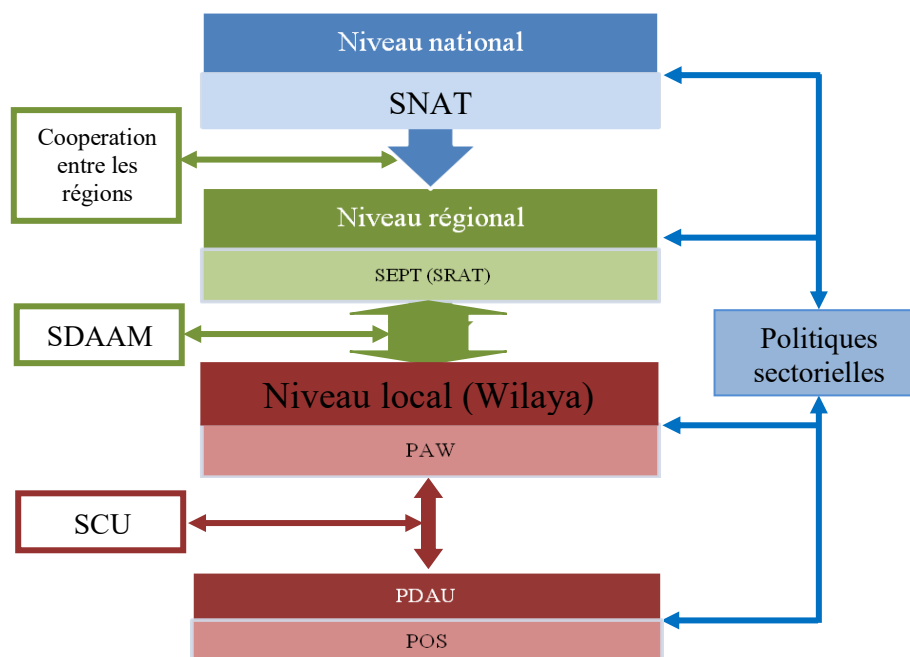 Niveau national
SNAT
Cooperation
entre les
régions
Niveau régional
SEPT (SRAT)
SDAAM
Politiques
sectorielles
Niveau local (Wilaya)
PAW
SCU
PDAU
POS